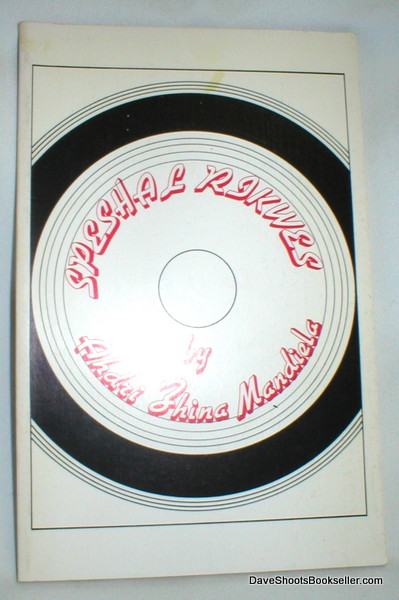 SPESHAL RIKWES
by
Ahdri Zhina Mandiela
DaveShootsBookseller.com